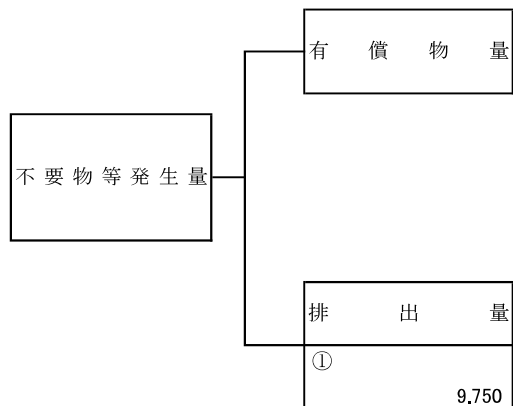 有償物量
不要物等発生量
排出量
①
9,750